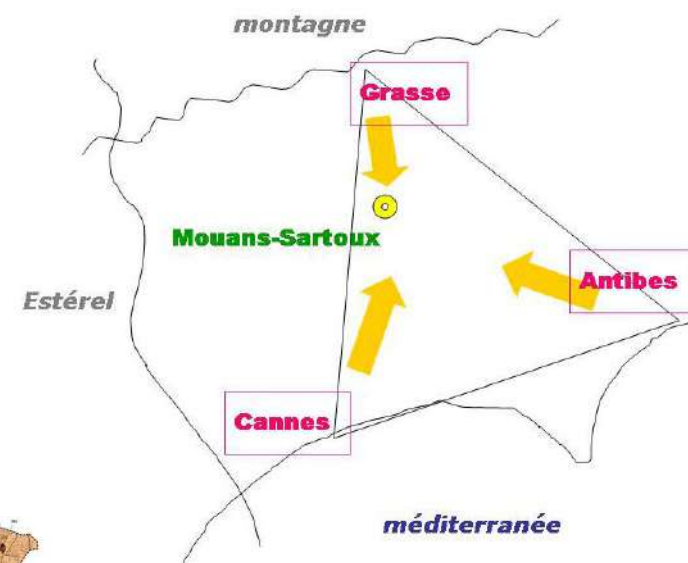 montagne
Grasse
Mouans-Sartoux
Antibes
Estérel
Cannes
méditerranée